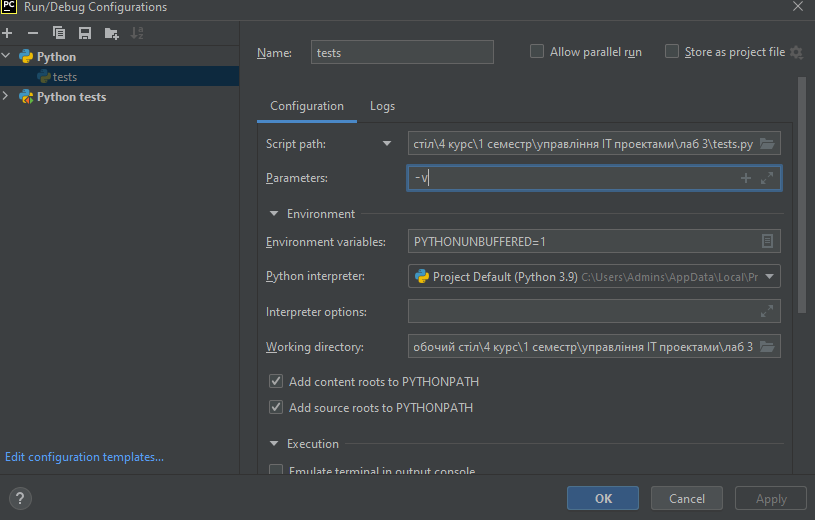 PC Run/Debug Configurations
Python
tests
Python tests
Edit configuration templates...
Name: tests
Allow parallel run
Store as project file
Configuration Logs
Script path: стіл\4 курс\1 семестр\управління ІТ проектами\лаб 3\tests.py
Parameters: -v
Environment
Environment variables: PYTHONUNBUFFERED=1
Python interpreter: Project Default (Python 3.9) C:\Users\Admins\AppData\Local\Pr
Interpreter options:
Working directory: обочий стіл\4 курс\1 семестр\управління ІТ проектами\лаб 3
Add content roots to PYTHONPATH
Add source roots to PYTHONPATH
Execution
Emulate terminal in output console
? OK Cancel Apply